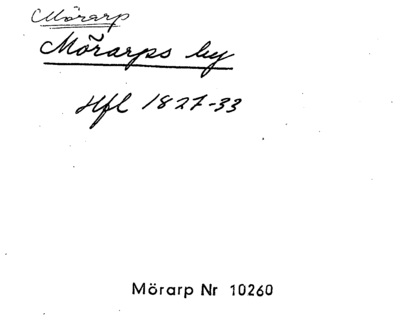 Mörarp
Mörarps by
Hfl 1827-33
Mörarp Nr 10260